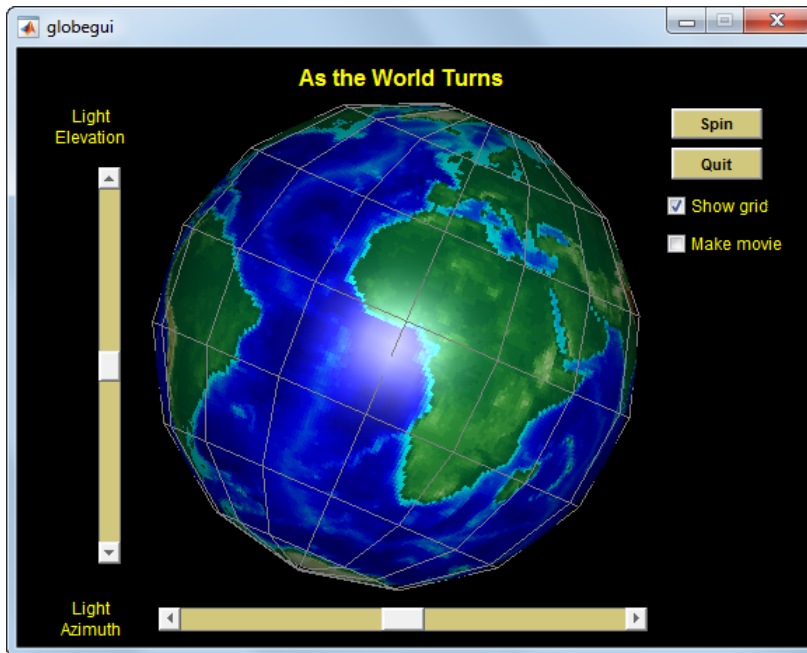 globegui
As the World Turns
Light
Elevation
Spin
Quit
Show grid
Make movie
Light
Azimuth